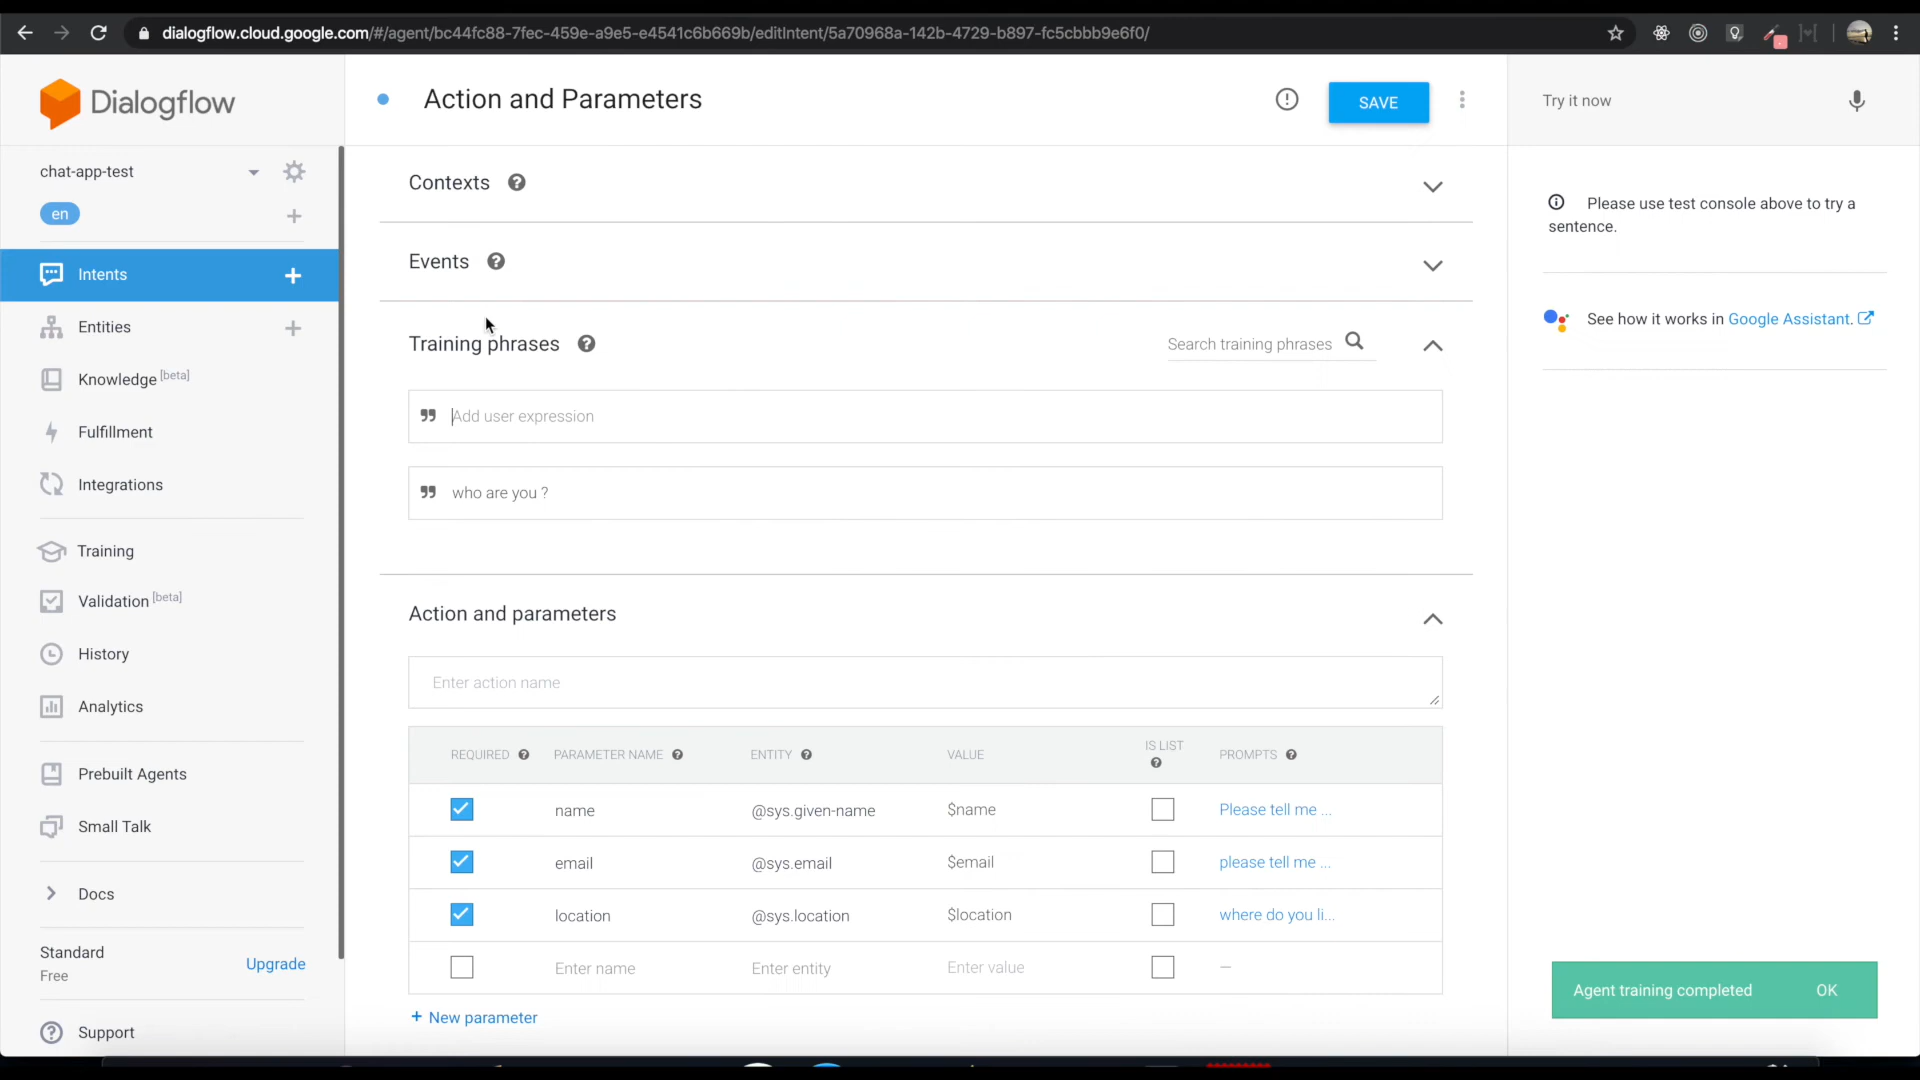 dialogflow.cloud.google.com/#/agent/bc44fc88-7fec-459e-a9e5-e4541c6b669b/editIntent/5a70968a-142b-4729-b897-fc5cbbb9e6f0/
Dialogflow
chat-app-test
en
Intents
Entities
Knowledge [beta]
Fulfillment
Integrations
Training
Validation [beta]
History
Analytics
Prebuilt Agents
Small Talk
Docs
Standard
Free
Upgrade
Support
Action and Parameters
SAVE
Contexts
Events
Training phrases
Search training phrases
Add user expression
who are you ?
Action and parameters
Enter action name
REQUIRED PARAMETER NAME ENTITY VALUE IS LIST PROMPTS
name @sys.given-name $name Please tell me ...
email @sys.email $email please tell me ...
location @sys.location $location where do you li...
Enter name Enter entity Enter value —
+ New parameter
Try it now
Please use test console above to try a
sentence.
See how it works in Google Assistant.
Agent training completed OK